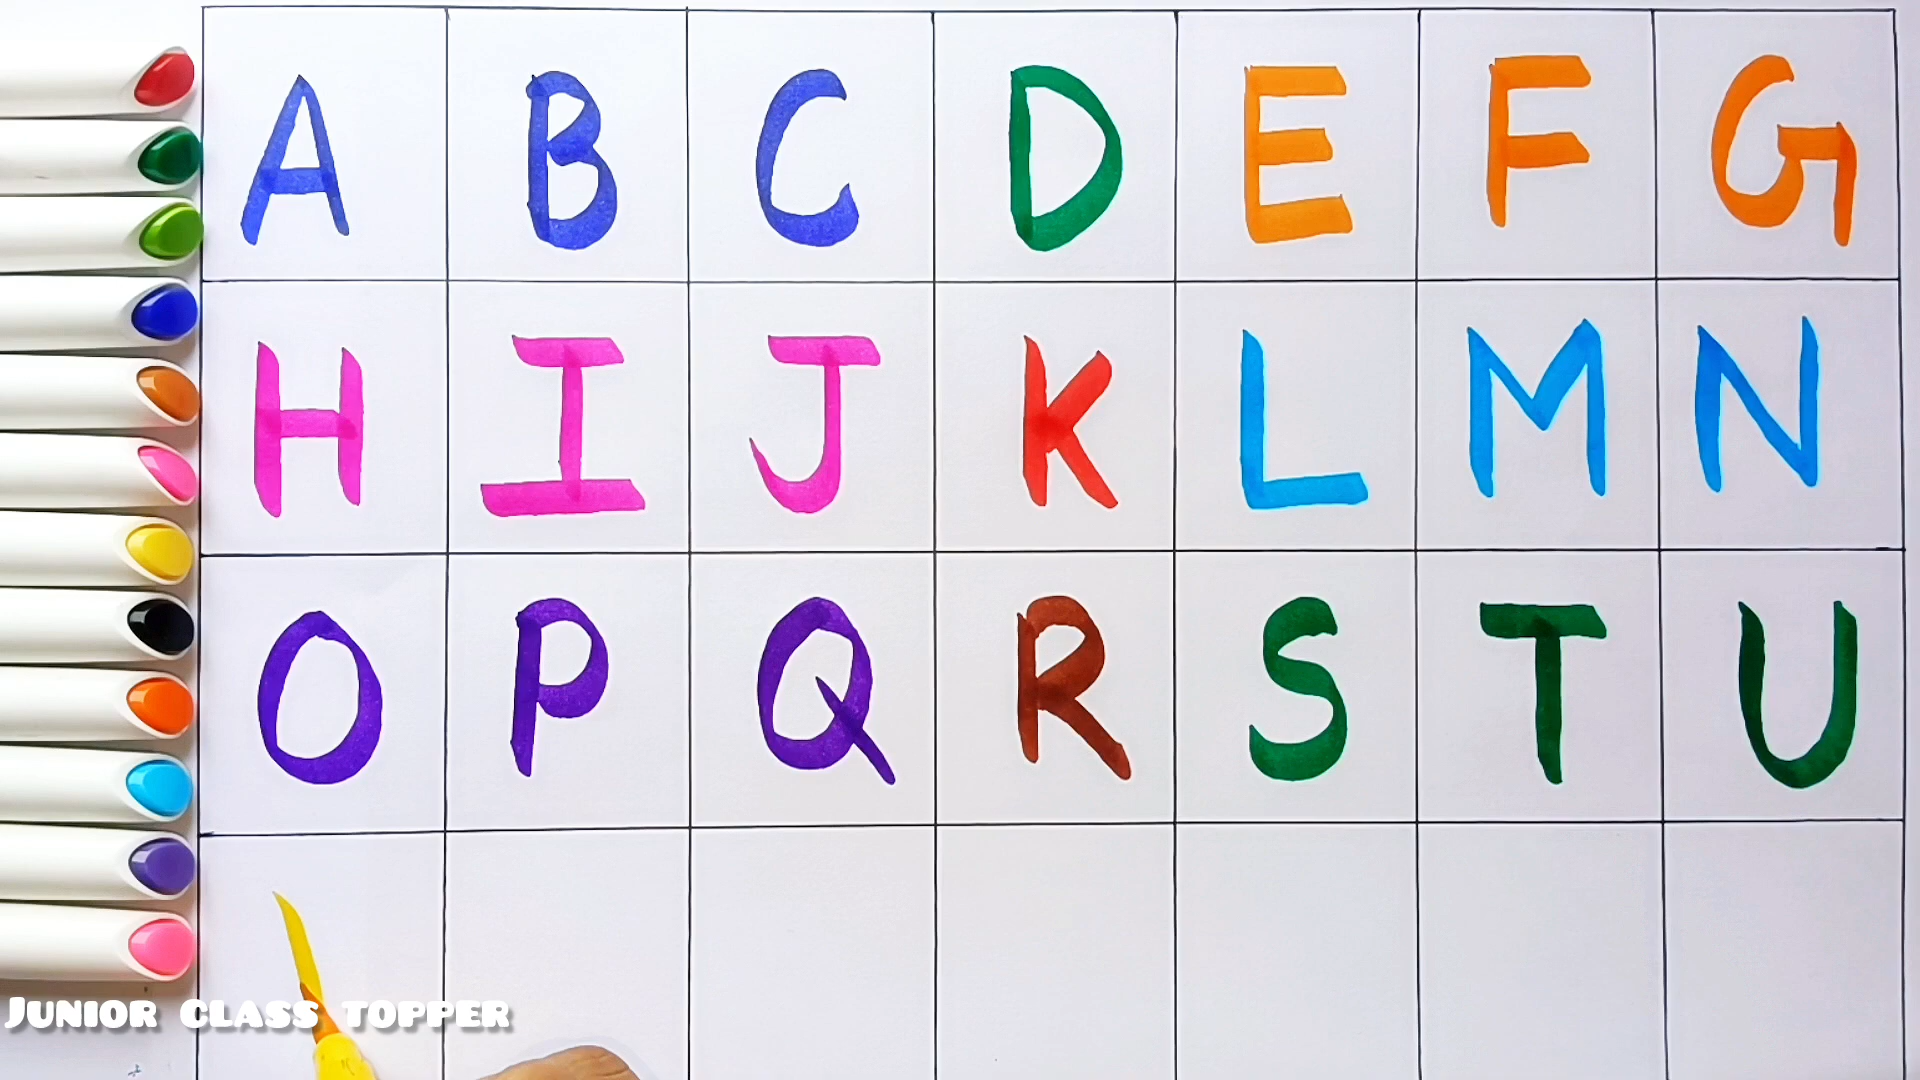 A B C D E F G
H I J K L M N
O P Q R S T U
JUNIOR CLASS TOPPER